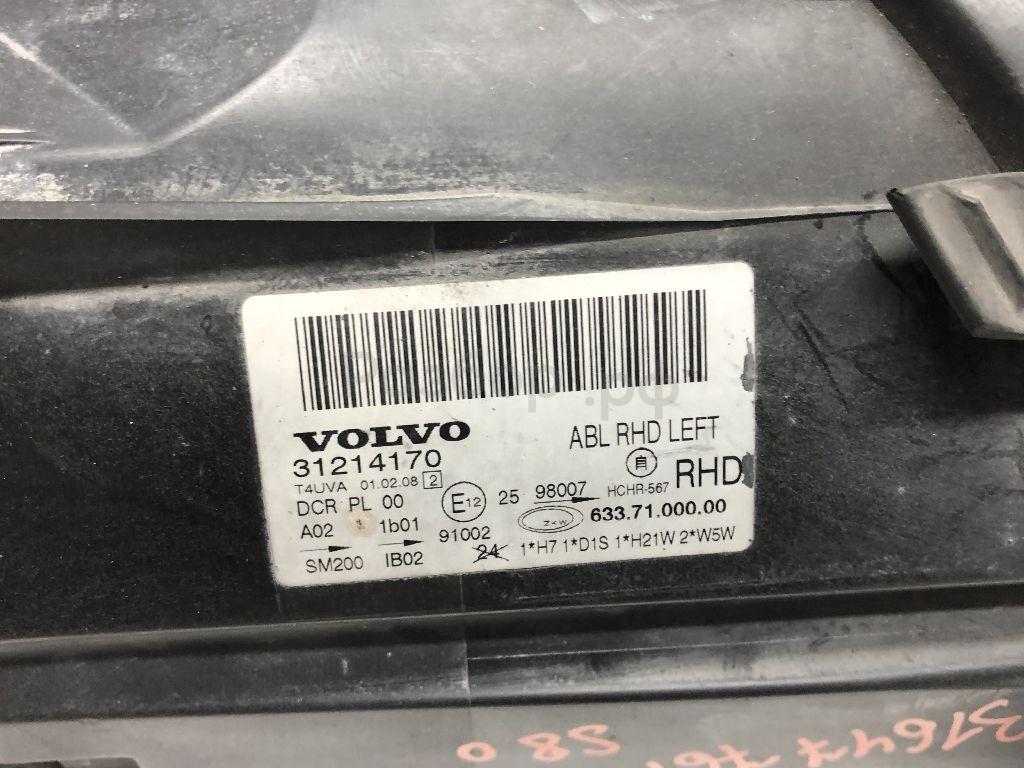 VOLVO
ABL RHD LEFT
31214170
RHD
T4UVA 01.02.08 2
HCHR-567
DCR PL 00
E12 25 98007
A02 1b01
91002
ZKW 633.71.000.00
SM200 IB02
24 1*H7 1*D1S 1*H21W 2*W5W
S80